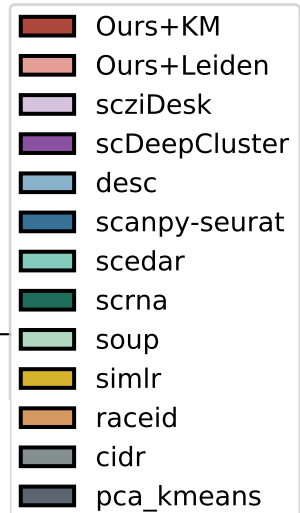 Ours+KM
Ours+Leiden
scziDesk
scDeepCluster
desc
scanpy-seurat
scedar
scrna
soup
simlr
raceid
cidr
pca_kmeans